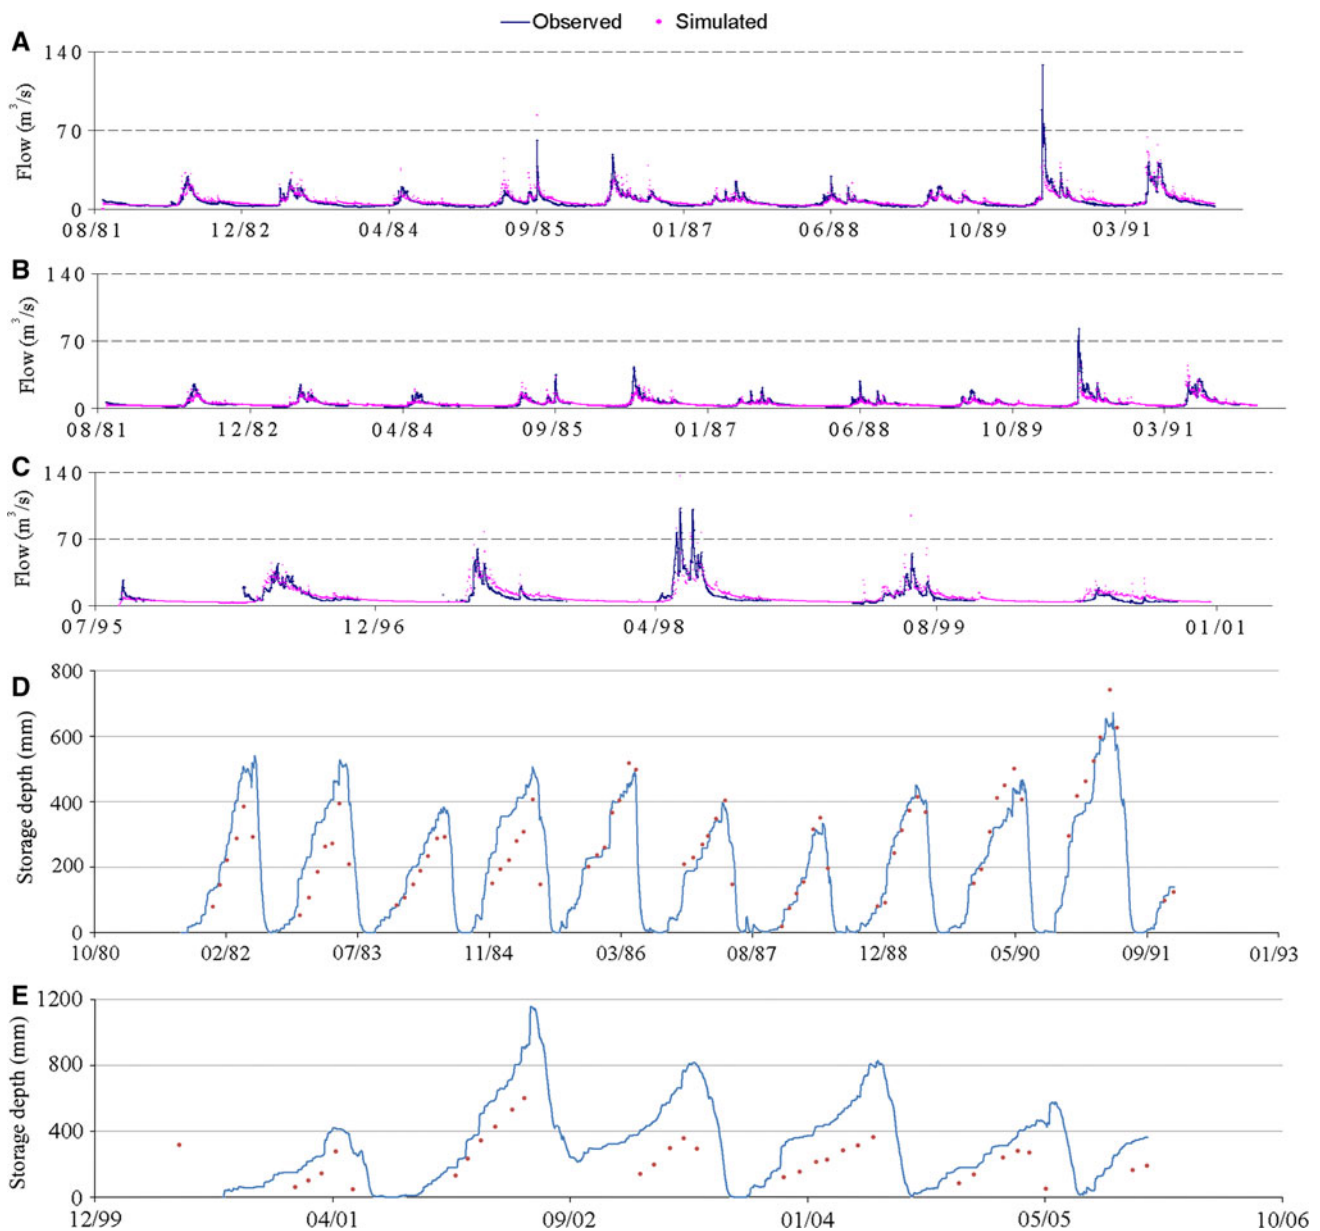 Observed Simulated
A
140
70
0
Flow (m³/s)
08/81 12/82 04/84 09/85 01/87 06/88 10/89 03/91
B
140
70
0
Flow (m³/s)
08/81 12/82 04/84 09/85 01/87 06/88 10/89 03/91
C
140
70
0
Flow (m³/s)
07/95 12/96 04/98 08/99 01/01
D
800
600
400
200
0
Storage depth (mm)
10/80 02/82 07/83 11/84 03/86 08/87 12/88 05/90 09/91 01/93
E
1200
800
400
0
Storage depth (mm)
12/99 04/01 09/02 01/04 05/05 10/06